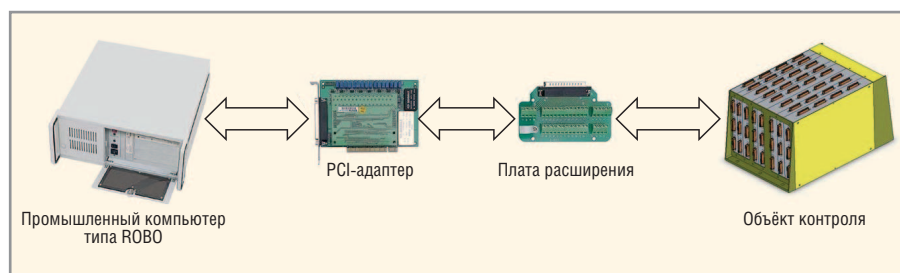 Промышленный компьютер
типа ROBO
PCI-адаптер
Плата расширения
Объёкт контроля